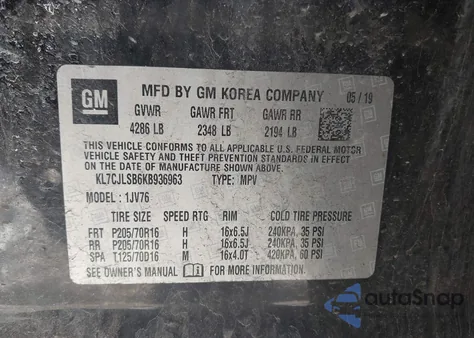 GM
MFD BY GM KOREA COMPANY 05/19
GVWR GAWR FRT GAWR RR
4286 LB 2348 LB 2194 LB
THIS VEHICLE CONFORMS TO ALL APPLICABLE U.S. FEDERAL MOTOR
VEHICLE SAFETY AND THEFT PREVENTION STANDARDS IN EFFECT
ON THE DATE OF MANUFACTURE SHOWN ABOVE.
KL7CJLSB6KB936963 TYPE: MPV
MODEL: 1JV76
TIRE SIZE SPEED RTG RIM COLD TIRE PRESSURE
FRT P205/70R16 H 16x6.5J 240KPA, 35 PSI
RR P205/70R16 H 16x6.5J 240KPA, 35 PSI
SPA T125/70D16 M 16x4.0T 420KPA, 60 PSI
SEE OWNER'S MANUAL FOR MORE INFORMATION
autoSnap